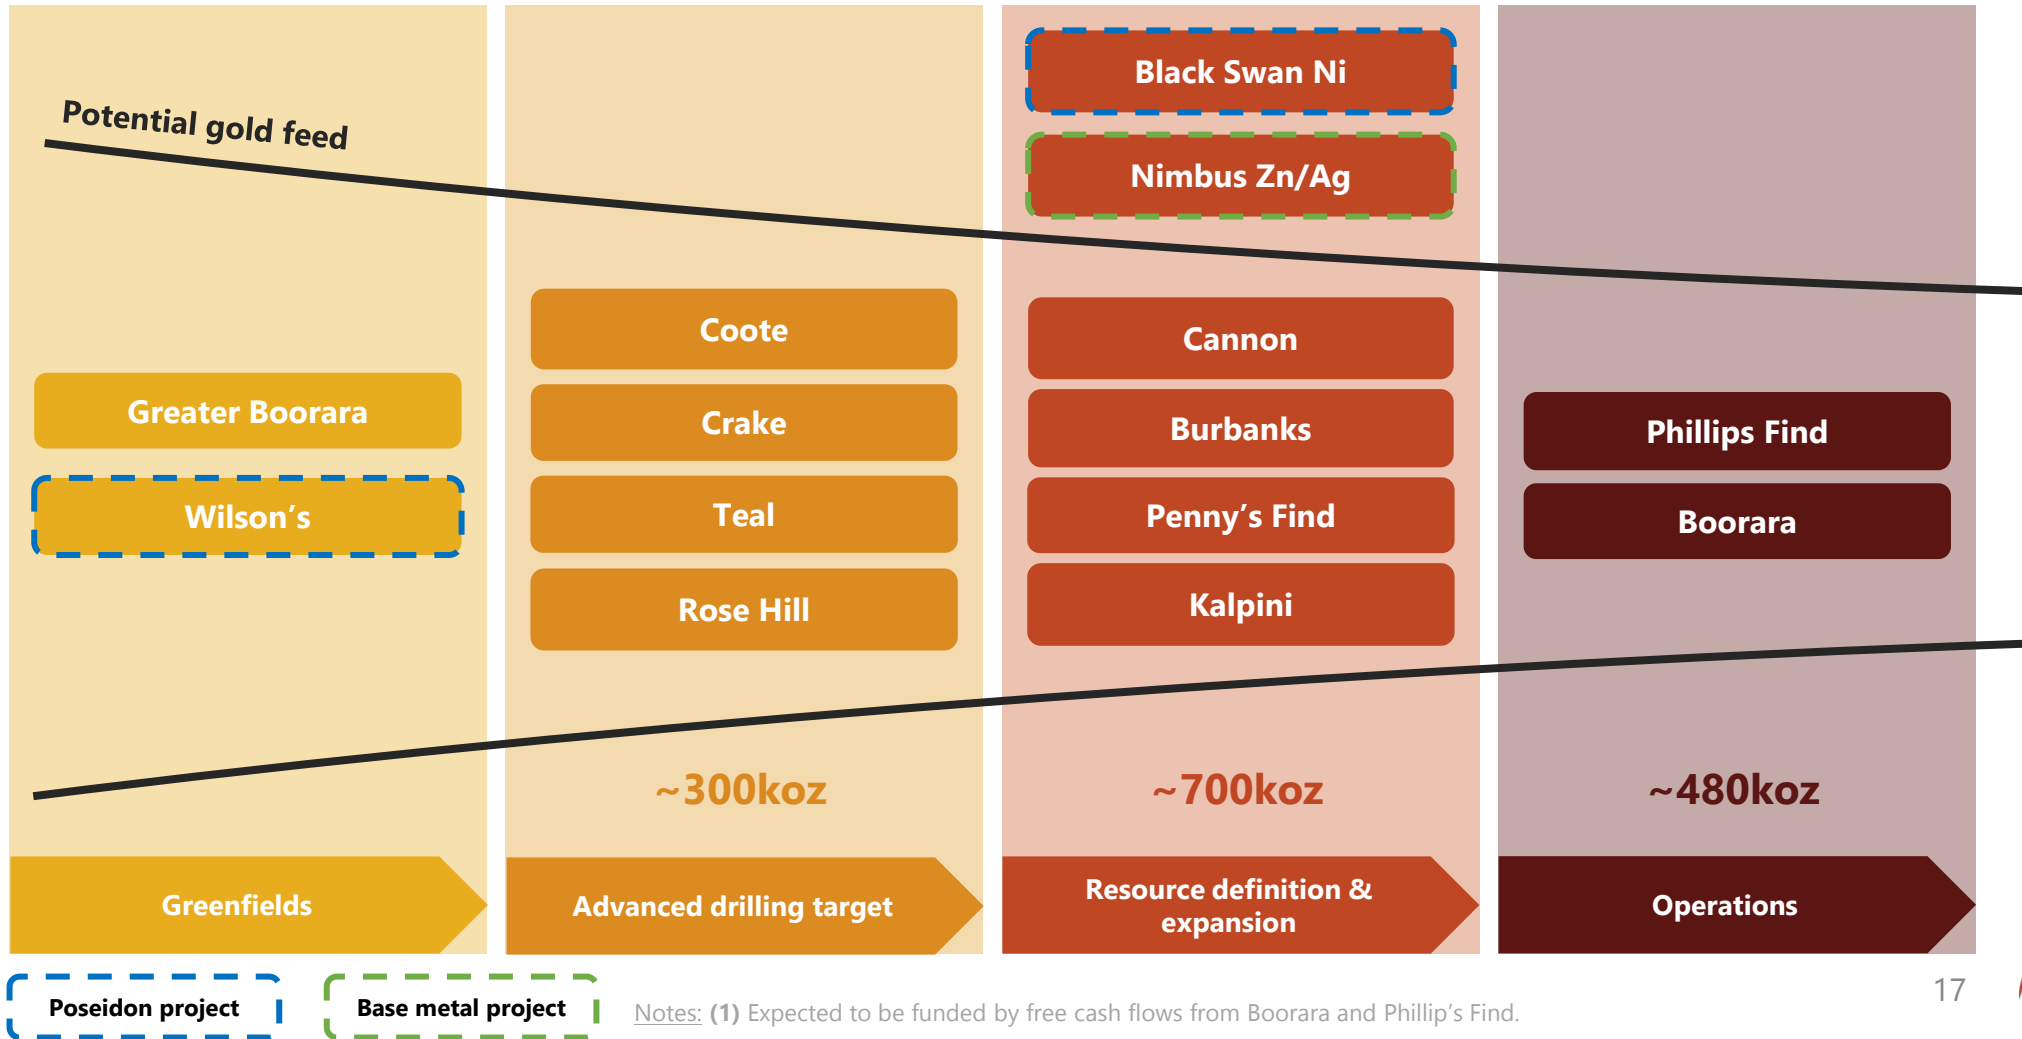 Potential gold feed
Greater Boorara
Wilson’s
Coote
Crake
Teal
Rose Hill
Black Swan Ni
Nimbus Zn/Ag
Cannon
Burbanks
Penny’s Find
Kalpini
Phillips Find
Boorara
~300koz
~700koz
~480koz
Greenfields
Advanced drilling target
Resource definition &
expansion
Operations
Poseidon project
Base metal project
Notes: (1) Expected to be funded by free cash flows from Boorara and Phillip’s Find.
17